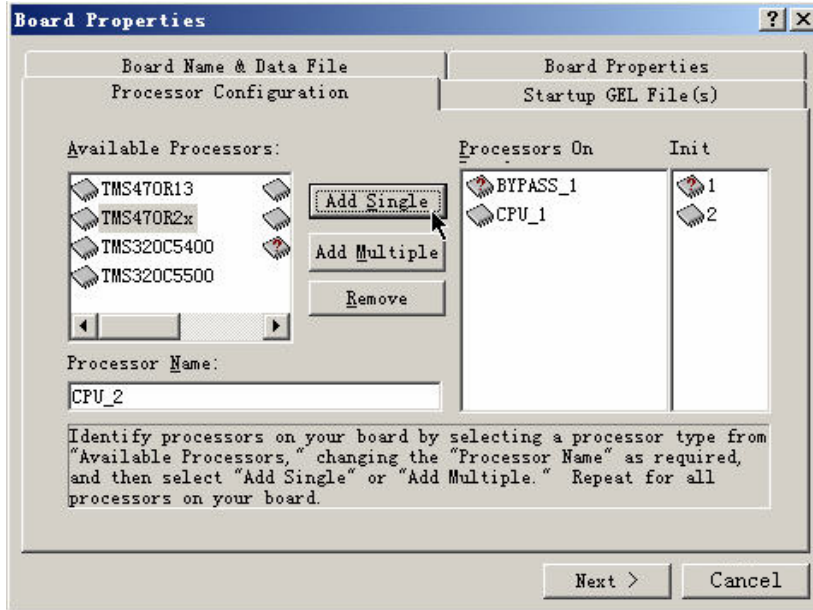 Board Properties
Board Name & Data File
Board Properties
Processor Configuration
Startup GEL File(s)
Available Processors:
TMS470R13
TMS470R2x
TMS320C5400
TMS320C5500
Add Single
Add Multiple
Remove
Processors On
Init
BYPASS_1
1
CPU_1
2
Processor Name:
CPU_2
Identify processors on your board by selecting a processor type from
"Available Processors," changing the "Processor Name" as required,
and then select "Add Single" or "Add Multiple." Repeat for all
processors on your board.
Next >
Cancel